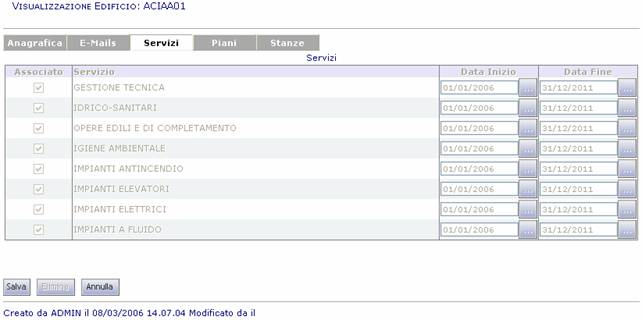 VISUALIZZAZIONE EDIFICIO: ACIAA01
Anagrafica E-Mails Servizi Piani Stanze
Servizi
Associato Servizio Data Inizio Data Fine
GESTIONE TECNICA 01/01/2006 ... 31/12/2011 ...
IDRICO-SANITARI 01/01/2006 ... 31/12/2011 ...
OPERE EDILI E DI COMPLETAMENTO 01/01/2006 ... 31/12/2011 ...
IGIENE AMBIENTALE 01/01/2006 ... 31/12/2011 ...
IMPIANTI ANTINCENDIO 01/01/2006 ... 31/12/2011 ...
IMPIANTI ELEVATORI 01/01/2006 ... 31/12/2011 ...
IMPIANTI ELETTRICI 01/01/2006 ... 31/12/2011 ...
IMPIANTI A FLUIDO 01/01/2006 ... 31/12/2011 ...
Salva Elimina Annulla
Creato da ADMIN il 08/03/2006 14.07.04 Modificato da il